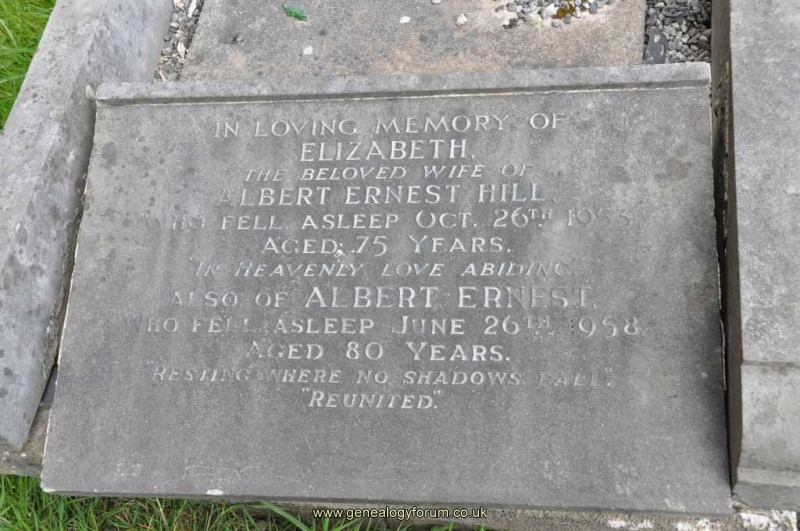 IN LOVING MEMORY OF
ELIZABETH,
THE BELOVED WIFE OF
ALBERT ERNEST HILL,
WHO FELL ASLEEP OCT. 26TH
AGED 75 YEARS.
"IN HEAVENLY LOVE ABIDING."
ALSO OF ALBERT ERNEST,
WHO FELL ASLEEP JUNE 26TH 1958,
AGED 80 YEARS.
"RESTING WHERE NO SHADOWS FALL".
"REUNITED."
www.genealogyforum.co.uk